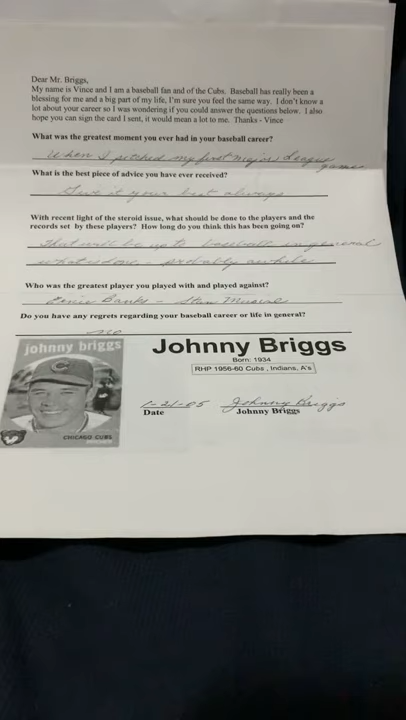 Dear Mr. Briggs,
My name is Vince and I am a baseball fan and of the Cubs. Baseball has really been a
blessing for me and a big part of my life, I'm sure you feel the same way. I don't know a
lot about your career so I was wondering if you could answer the questions below. I also
hope you can sign the card I sent, it would mean a lot to me. Thanks - Vince
What was the greatest moment you ever had in your baseball career?
When I pitched my first major league
game
What is the best piece of advice you have ever received?
Give it your best always
With recent light of the steroid issue, what should be done to the players and the
records set by these players? How long do you think this has been going on?
That will be up to baseball in general
what is done - probably awhile
Who was the greatest player you played with and played against?
Ernie Banks - Stan Musial
Do you have any regrets regarding your baseball career or life in general?
no
johnny briggs
CHICAGO CUBS
Johnny Briggs
Born: 1934
RHP 1956-60 Cubs, Indians, A's
1-21-05 Johnny Briggs
Date Johnny Briggs